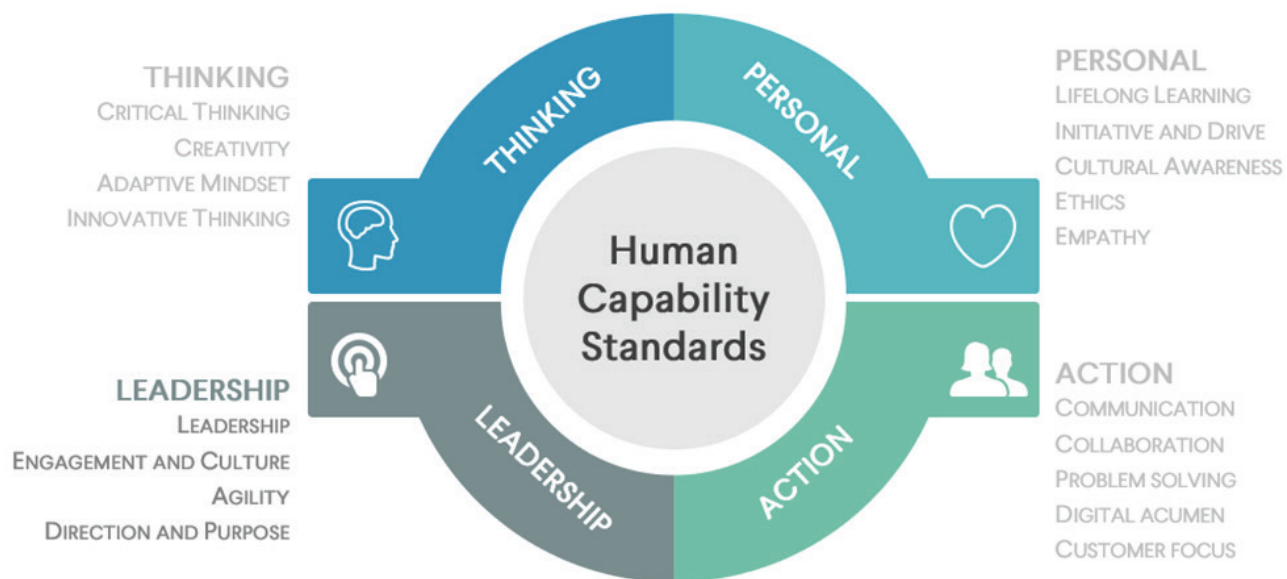 THINKING
CRITICAL THINKING
CREATIVITY
ADAPTIVE MINDSET
INNOVATIVE THINKING
LEADERSHIP
LEADERSHIP
ENGAGEMENT AND CULTURE
AGILITY
DIRECTION AND PURPOSE
THINKING
PERSONAL
Human
Capability
Standards
LEADERSHIP
ACTION
PERSONAL
LIFELONG LEARNING
INITIATIVE AND DRIVE
CULTURAL AWARENESS
ETHICS
EMPATHY
ACTION
COMMUNICATION
COLLABORATION
PROBLEM SOLVING
DIGITAL ACUMEN
CUSTOMER FOCUS